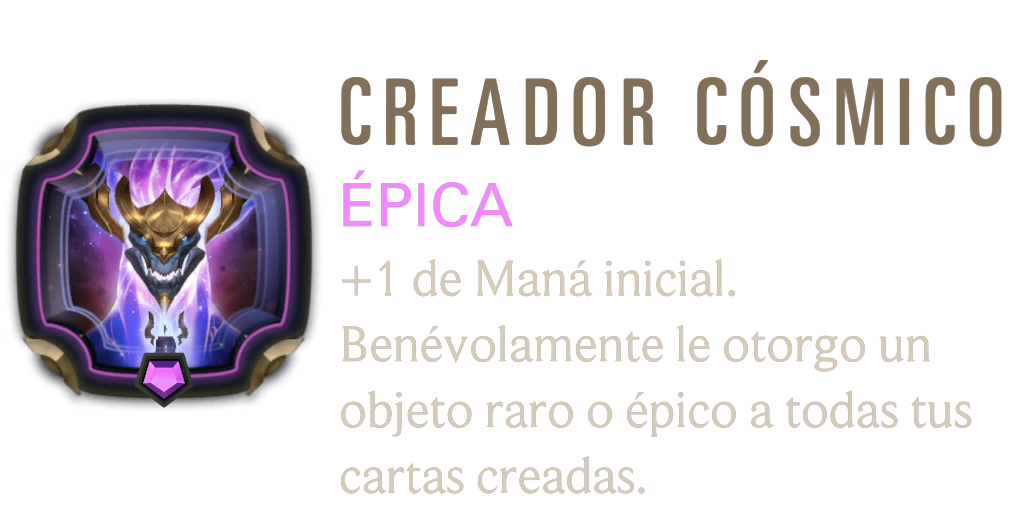 CREADOR CÓSMICO
ÉPICA
+1 de Maná inicial.
Benévolamente le otorgo un
objeto raro o épico a todas tus
cartas creadas.